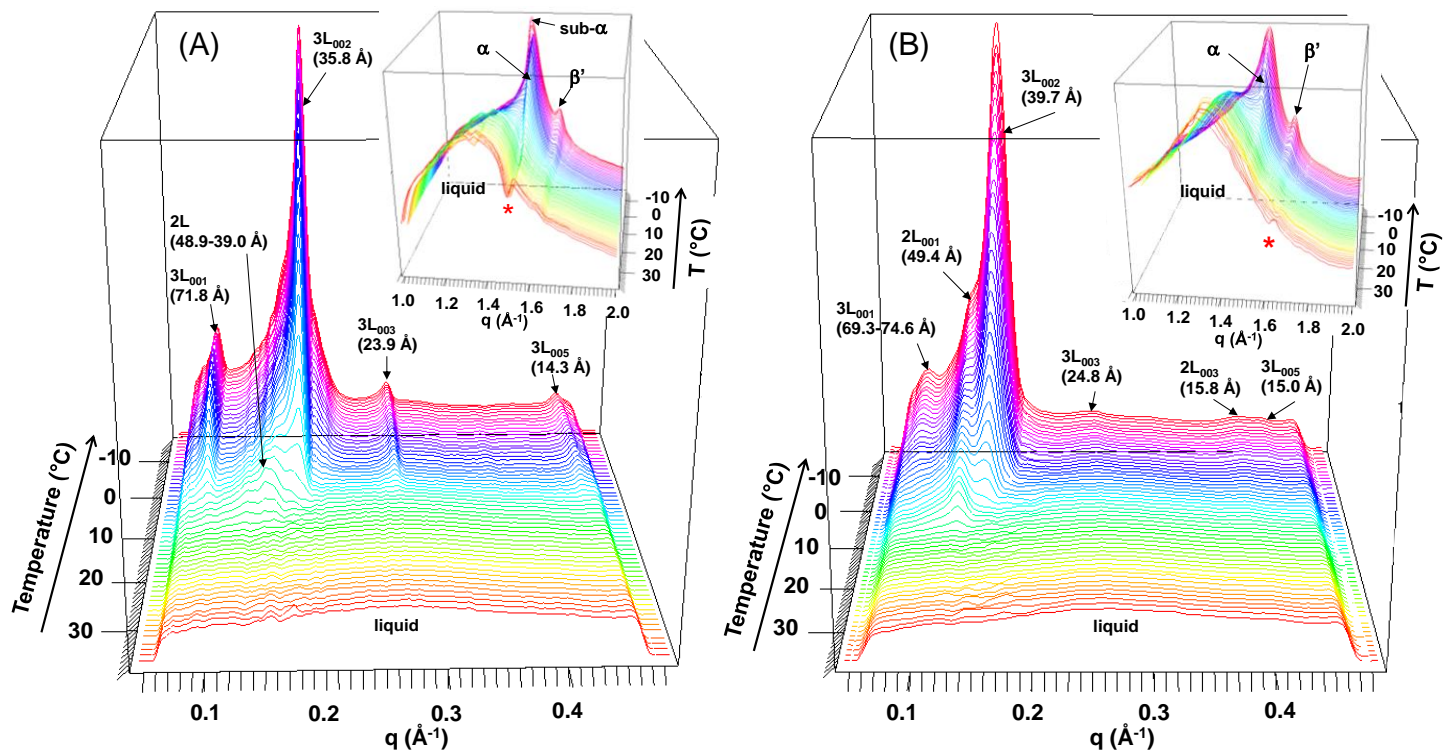 (A)
3L002
(35.8 Å)
sub-α
α
β’
liquid
*
-10
0
10
20
30
T (°C)
1.0
1.2
1.4
1.6
1.8
2.0
q (Å-1)
2L
(48.9-39.0 Å)
3L001
(71.8 Å)
3L003
(23.9 Å)
3L005
(14.3 Å)
Temperature (°C)
-10
0
10
20
30
liquid
0.1
0.2
0.3
0.4
q (Å-1)
(B)
3L002
(39.7 Å)
α
β’
liquid
*
-10
0
10
20
30
T (°C)
1.0
1.2
1.4
1.6
1.8
2.0
q (Å-1)
2L001
(49.4 Å)
3L001
(69.3-74.6 Å)
3L003
(24.8 Å)
2L003
(15.8 Å)
3L005
(15.0 Å)
Temperature (°C)
-10
0
10
20
30
liquid
0.1
0.2
0.3
0.4
q (Å-1)